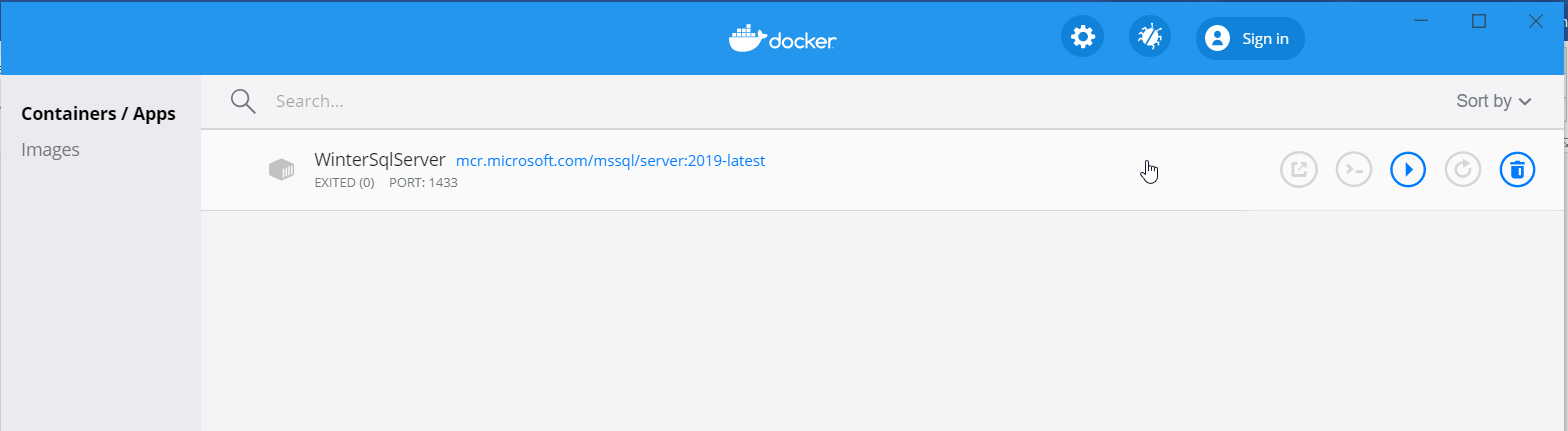 docker
Sign in
Containers / Apps
Images
Search...
Sort by
WinterSqlServer mcr.microsoft.com/mssql/server:2019-latest
EXITED (0) PORT: 1433